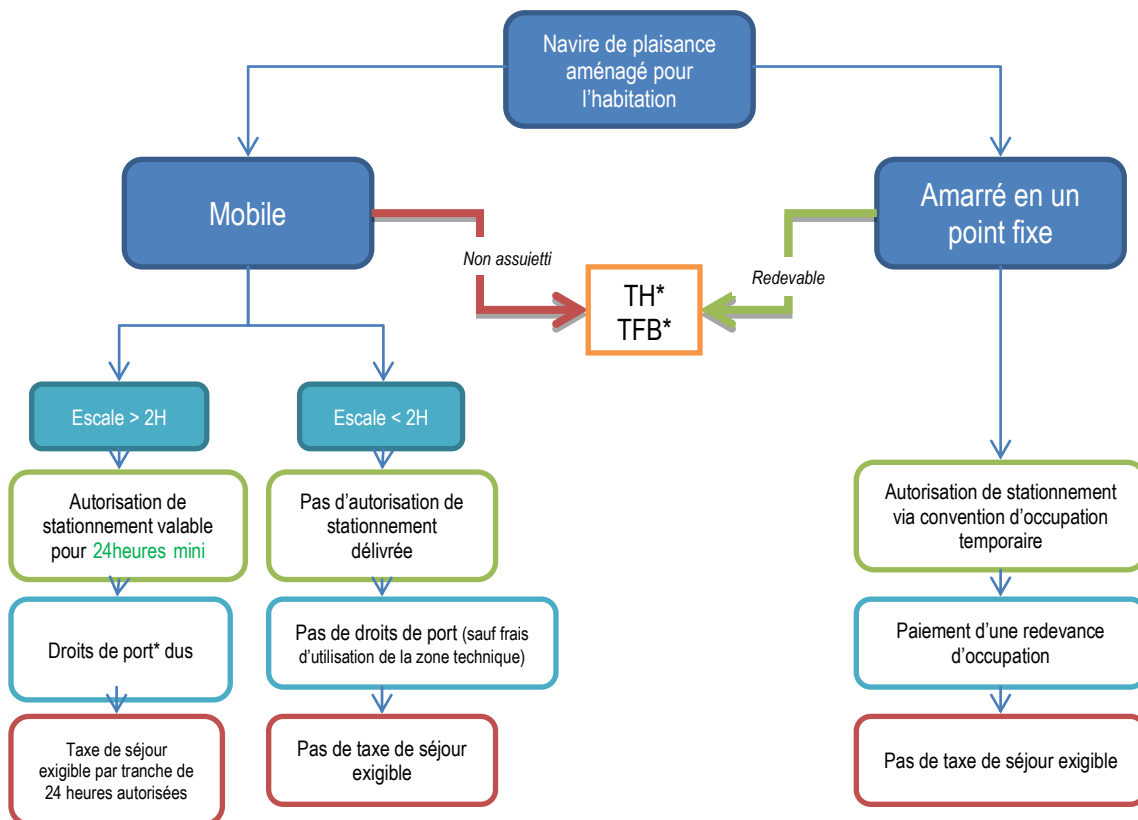 Navire de plaisance
aménagé pour
l'habitation
Mobile
Amarré en un
point fixe
Non assujetti
Redevable
TH*
TFB*
Escale > 2H
Escale < 2H
Autorisation de
stationnement valable
pour 24heures mini
Pas d'autorisation de
stationnement
délivrée
Autorisation de stationnement
via convention d'occupation
temporaire
Droits de port* dus
Pas de droits de port (sauf frais
d'utilisation de la zone technique)
Paiement d'une redevance
d'occupation
Taxe de séjour
exigible par tranche de
24 heures autorisées
Pas de taxe de séjour
exigible
Pas de taxe de séjour exigible